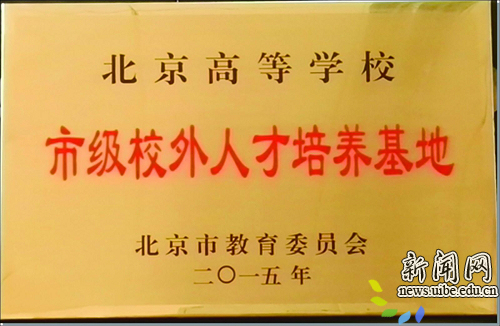 北京高等学校
市级校外人才培养基地
北京市教育委员会
二〇一五年
新闻网
news.uibe.edu.cn